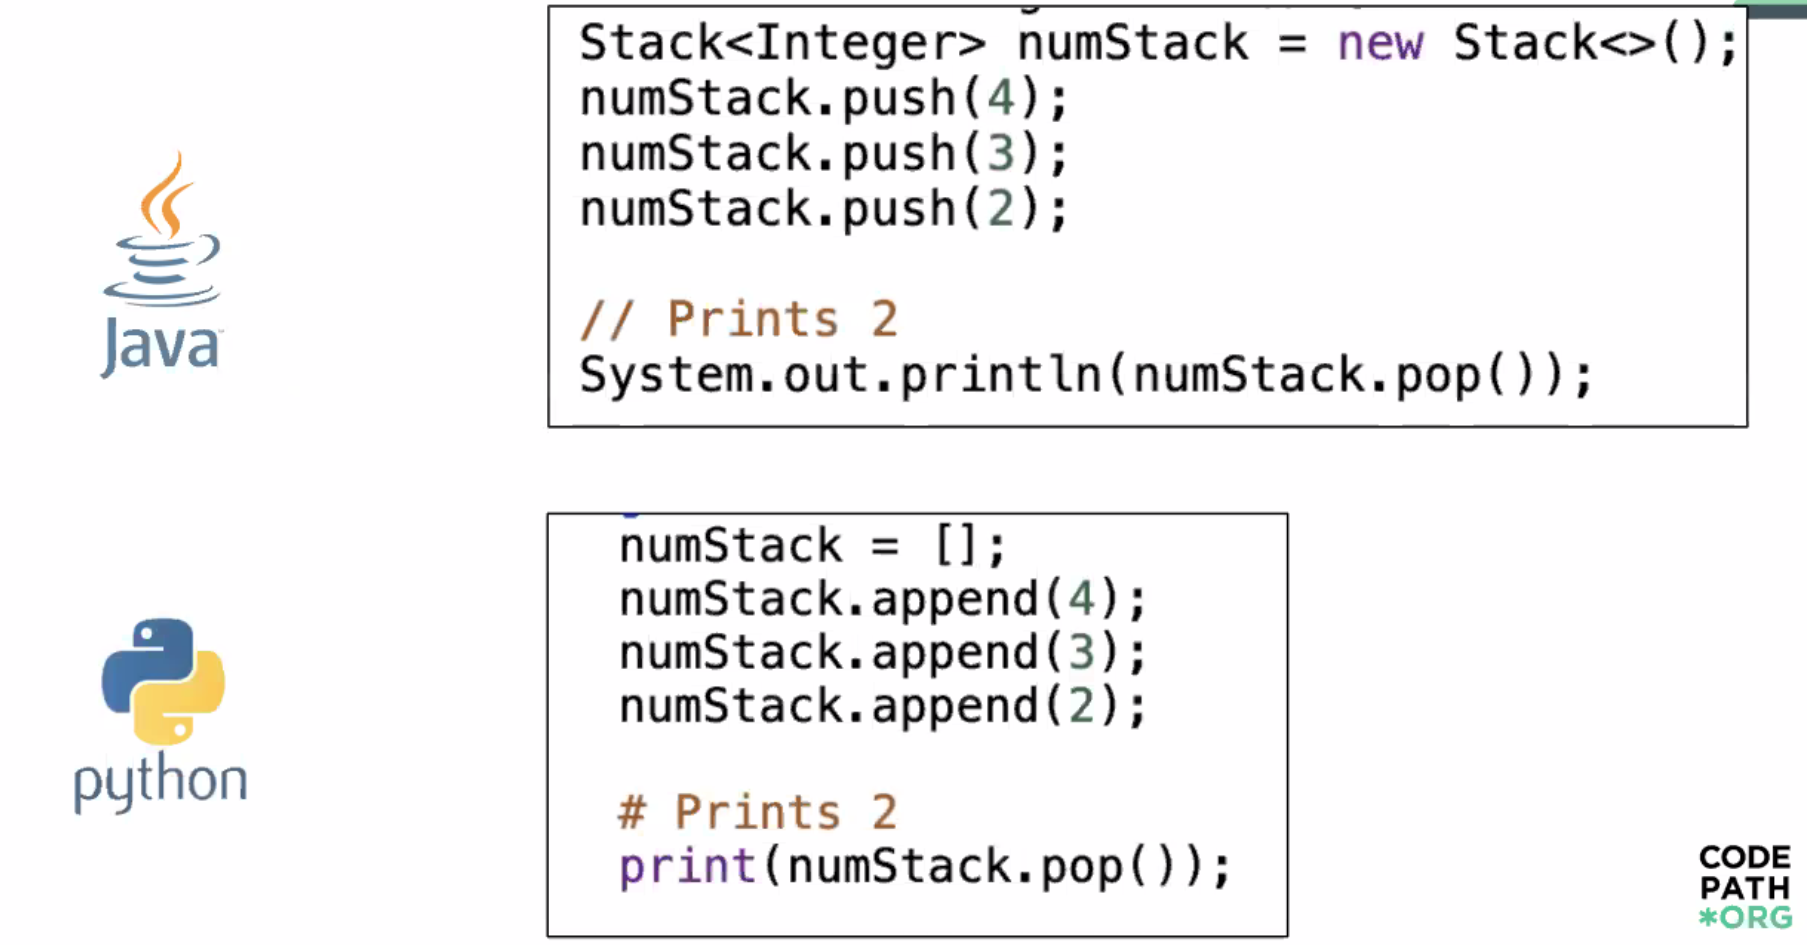 Stack<Integer> numStack = new Stack<>();
numStack.push(4);
numStack.push(3);
numStack.push(2);
// Prints 2
System.out.println(numStack.pop());
Java
numStack = [];
numStack.append(4);
numStack.append(3);
numStack.append(2);
# Prints 2
print(numStack.pop());
python
CODE
PATH
*ORG